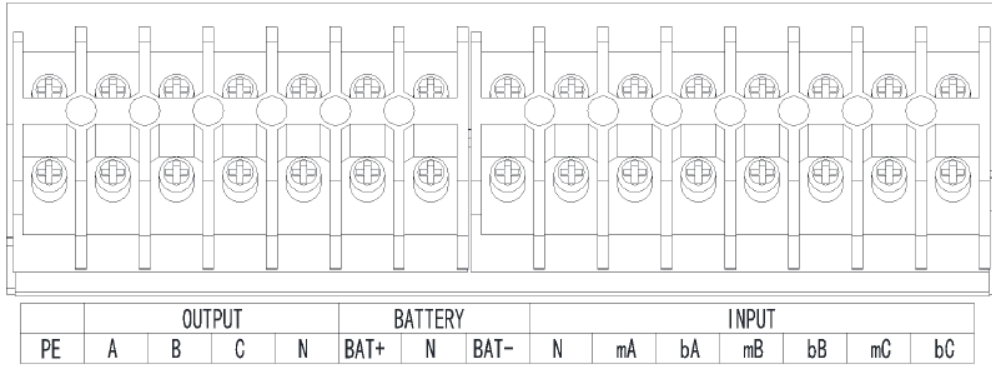 OUTPUT BATTERY INPUT
PE A B C N BAT+ N BAT- N mA bA mB bB mC bC